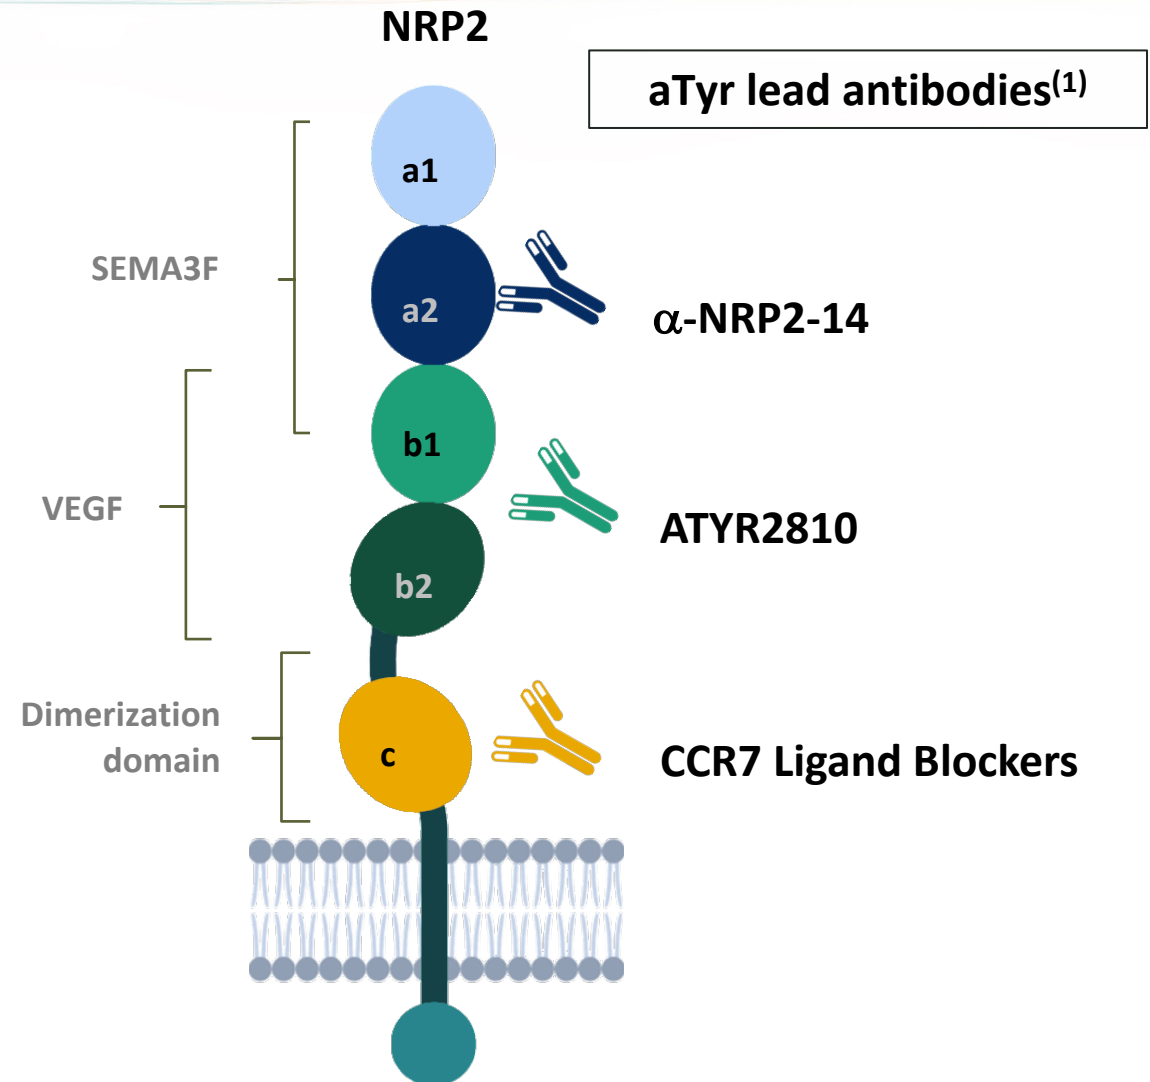 NRP2
aTyr lead antibodies(1)
a1
SEMA3F
a2
α-NRP2-14
b1
VEGF
ATYR2810
b2
Dimerization
domain
c
CCR7 Ligand Blockers